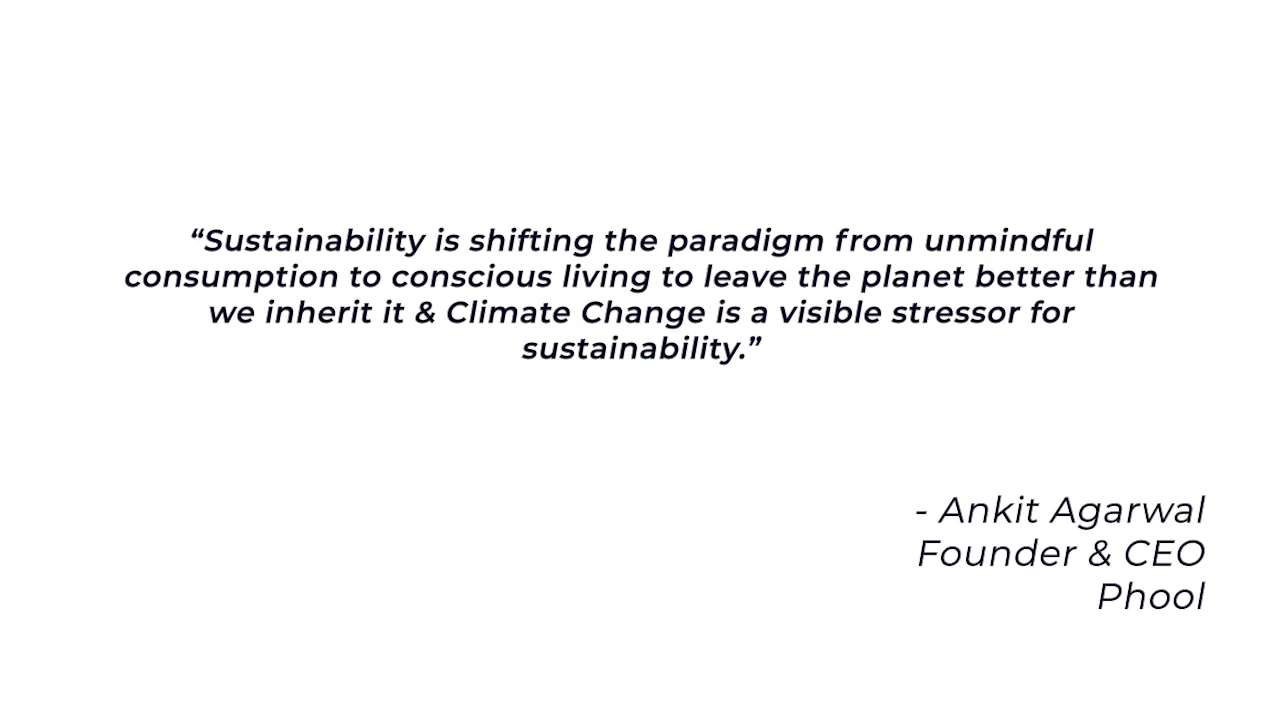 “Sustainability is shifting the paradigm from unmindful
consumption to conscious living to leave the planet better than
we inherit it & Climate Change is a visible stressor for
sustainability.”
- Ankit Agarwal
Founder & CEO
Phool